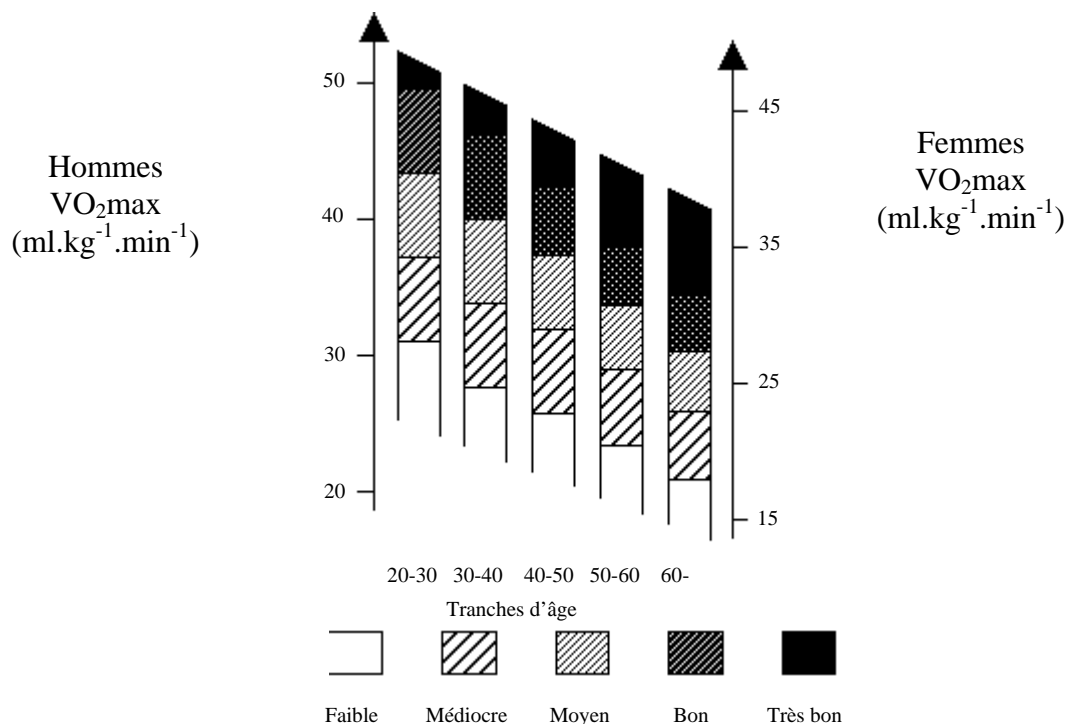 Hommes
VO₂max
(ml.kg⁻¹.min⁻¹)
50
40
30
20
45
35
25
15
Femmes
VO₂max
(ml.kg⁻¹.min⁻¹)
20-30 30-40 40-50 50-60 60-
Tranches d'âge
Faible Médiocre Moyen Bon Très bon